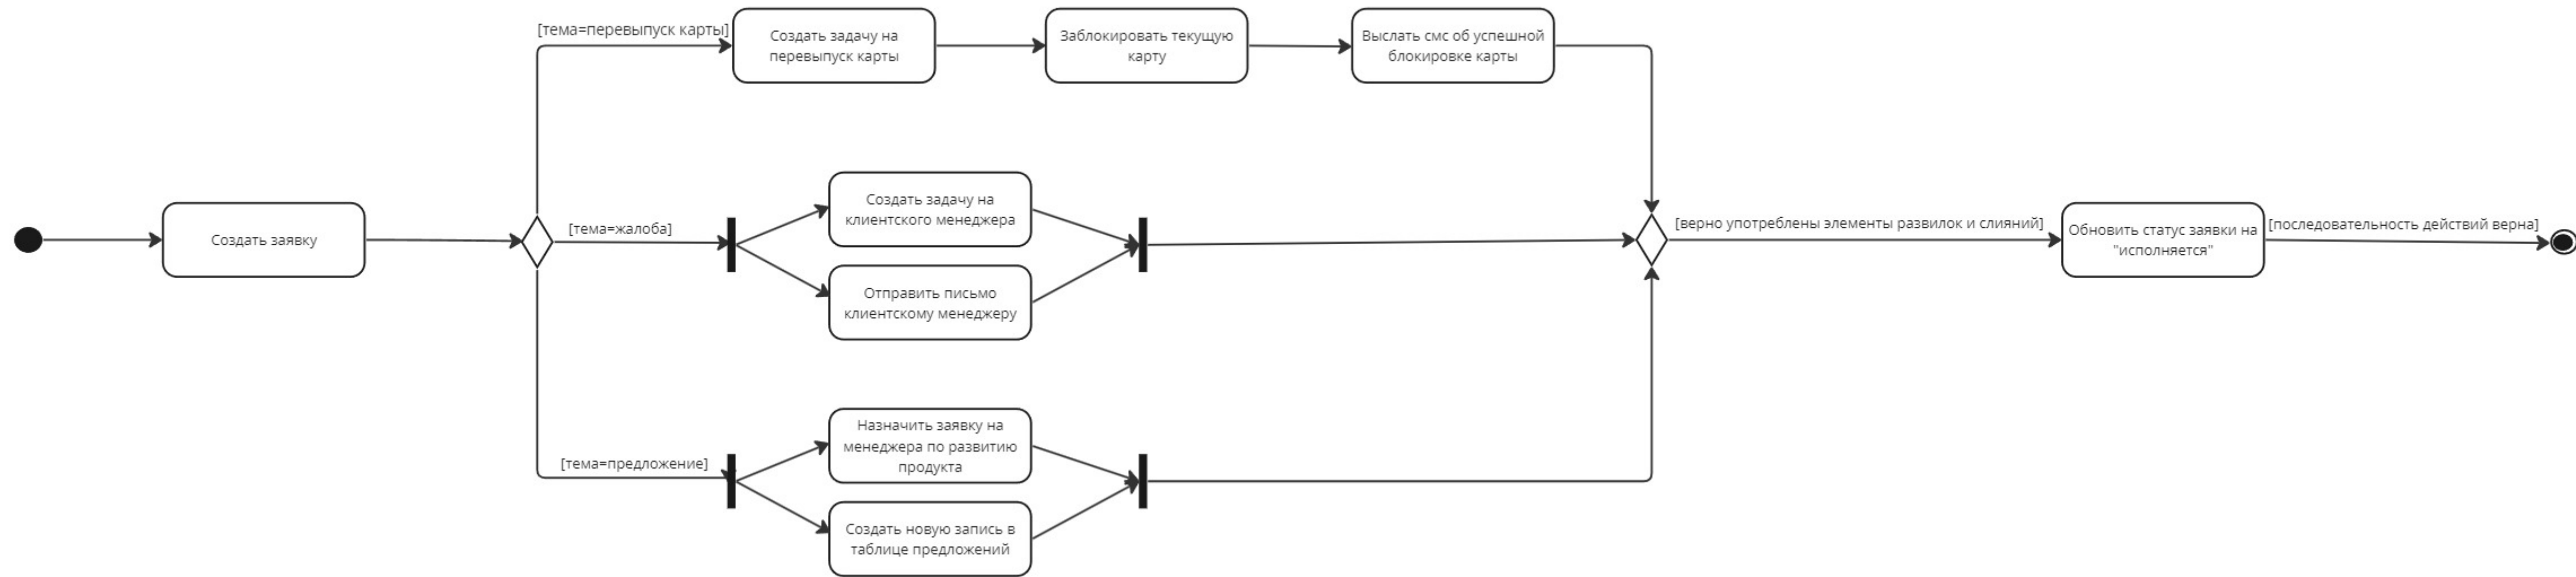 [тема=перевыпуск карты]
Создать задачу на
перевыпуск карты
Заблокировать текущую
карту
Выслать смс об успешной
блокировке карты
Создать заявку
[тема=жалоба]
Создать задачу на
клиентского менеджера
Отправить письмо
клиентскому менеджеру
[верно употреблены элементы развилок и слияний]
Обновить статус заявки на
"исполняется"
[последовательность действий верна]
[тема=предложение]
Назначить заявку на
менеджера по развитию
продукта
Создать новую запись в
таблице предложений